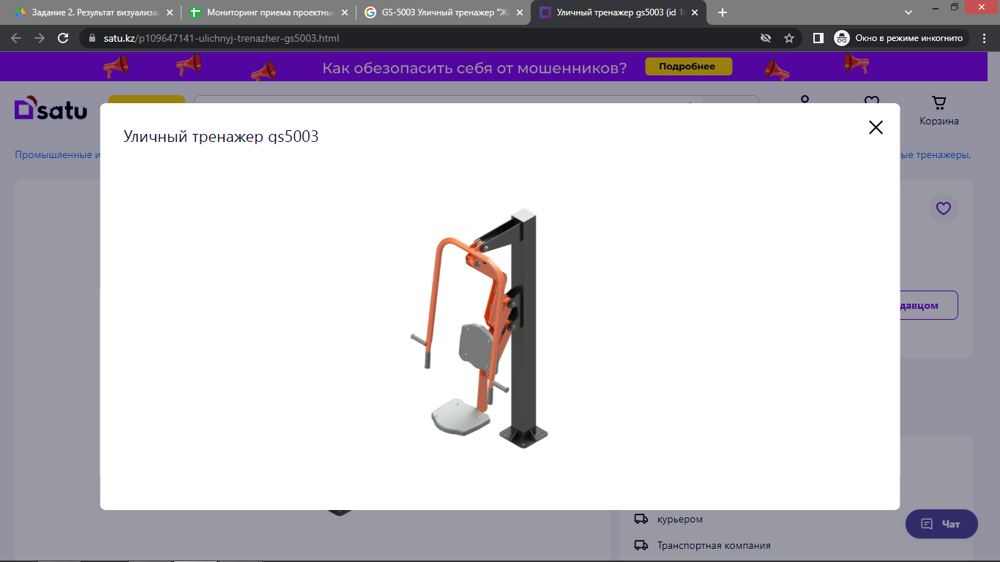 Задание 2. Результат визуализа
Мониторинг приема проектных
GS-5003 Уличный тренажер "Жи
Уличный тренажер gs5003 (id 1
satu.kz/p109647141-ulichnyj-trenazher-gs5003.html
Окно в режиме инкогнито
Как обезопасить себя от мошенников?
Подробнее
satu
Корзина
Промышленные и
ые тренажеры,
Уличный тренажер gs5003
давцом
курьером
Транспортная компания
Чат